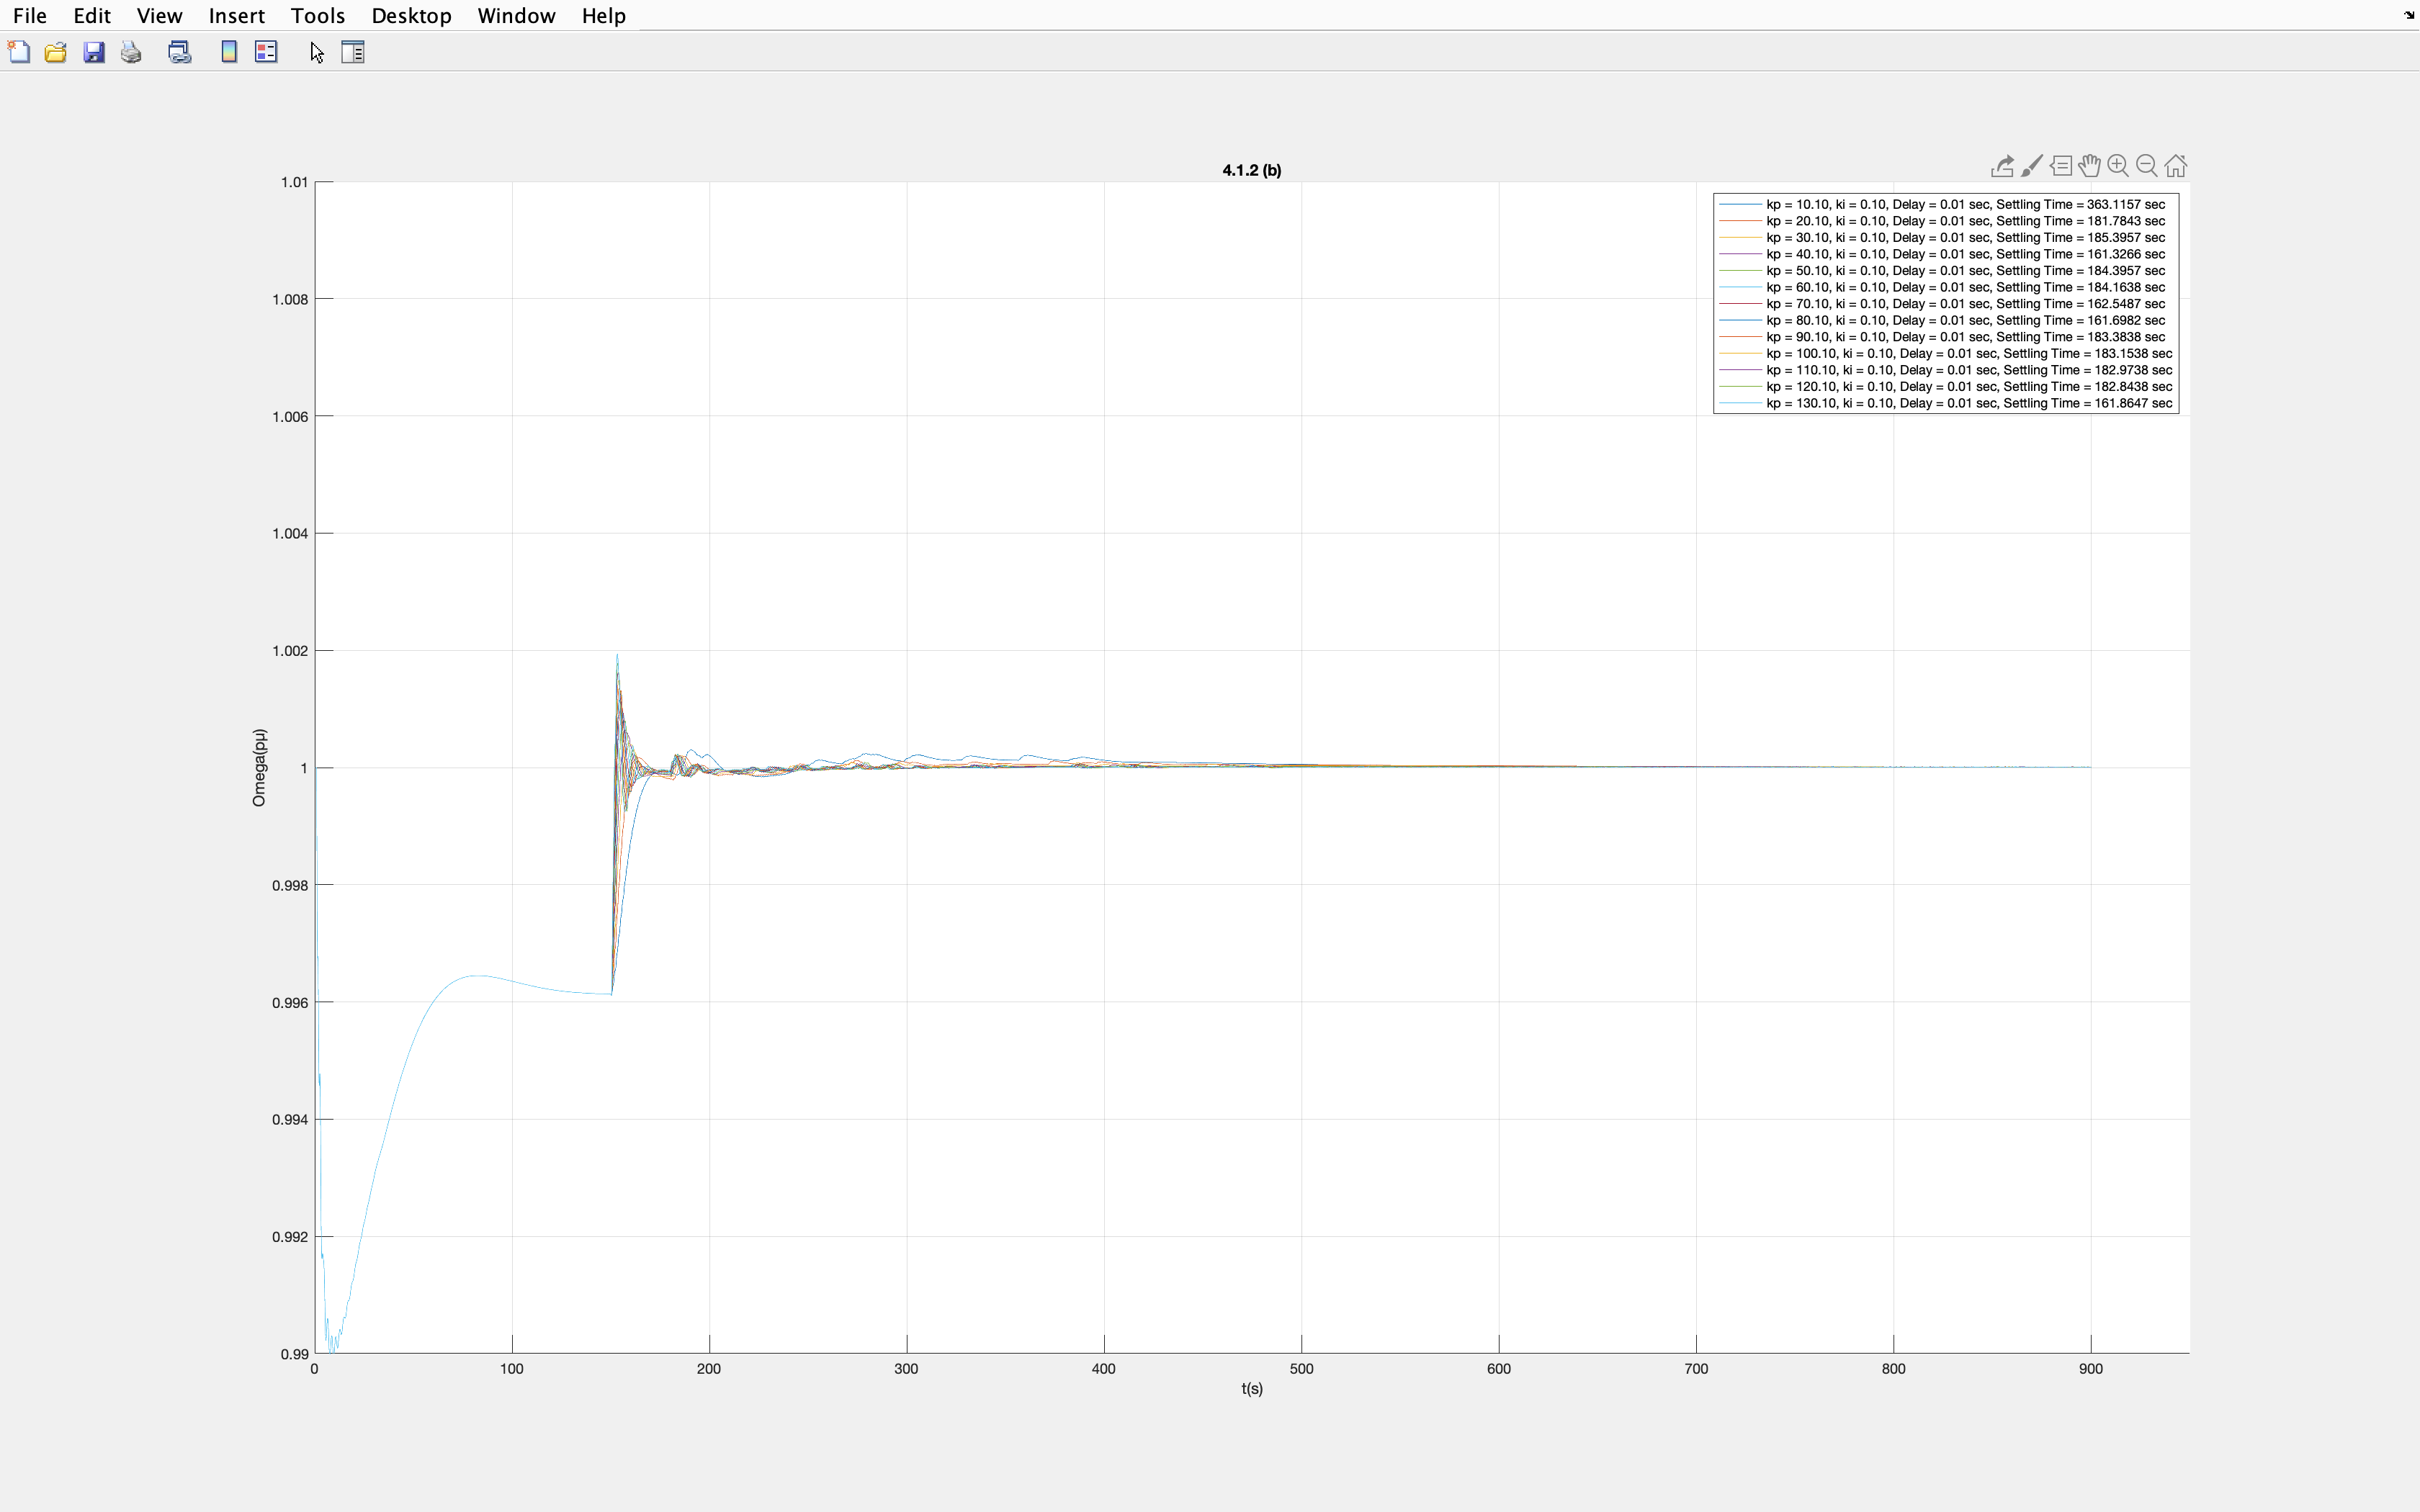 File Edit View Insert Tools Desktop Window Help
4.1.2 (b)
1.01
1.008
1.006
1.004
1.002
1
0.998
0.996
0.994
0.992
0.99
Omega(pμ)
kp = 10.10, ki = 0.10, Delay = 0.01 sec, Settling Time = 363.1157 sec
kp = 20.10, ki = 0.10, Delay = 0.01 sec, Settling Time = 181.7843 sec
kp = 30.10, ki = 0.10, Delay = 0.01 sec, Settling Time = 185.3957 sec
kp = 40.10, ki = 0.10, Delay = 0.01 sec, Settling Time = 161.3266 sec
kp = 50.10, ki = 0.10, Delay = 0.01 sec, Settling Time = 184.3957 sec
kp = 60.10, ki = 0.10, Delay = 0.01 sec, Settling Time = 184.1638 sec
kp = 70.10, ki = 0.10, Delay = 0.01 sec, Settling Time = 162.5487 sec
kp = 80.10, ki = 0.10, Delay = 0.01 sec, Settling Time = 161.6982 sec
kp = 90.10, ki = 0.10, Delay = 0.01 sec, Settling Time = 183.3838 sec
kp = 100.10, ki = 0.10, Delay = 0.01 sec, Settling Time = 183.1538 sec
kp = 110.10, ki = 0.10, Delay = 0.01 sec, Settling Time = 182.9738 sec
kp = 120.10, ki = 0.10, Delay = 0.01 sec, Settling Time = 182.8438 sec
kp = 130.10, ki = 0.10, Delay = 0.01 sec, Settling Time = 161.8647 sec
0 100 200 300 400 500 600 700 800 900
t(s)